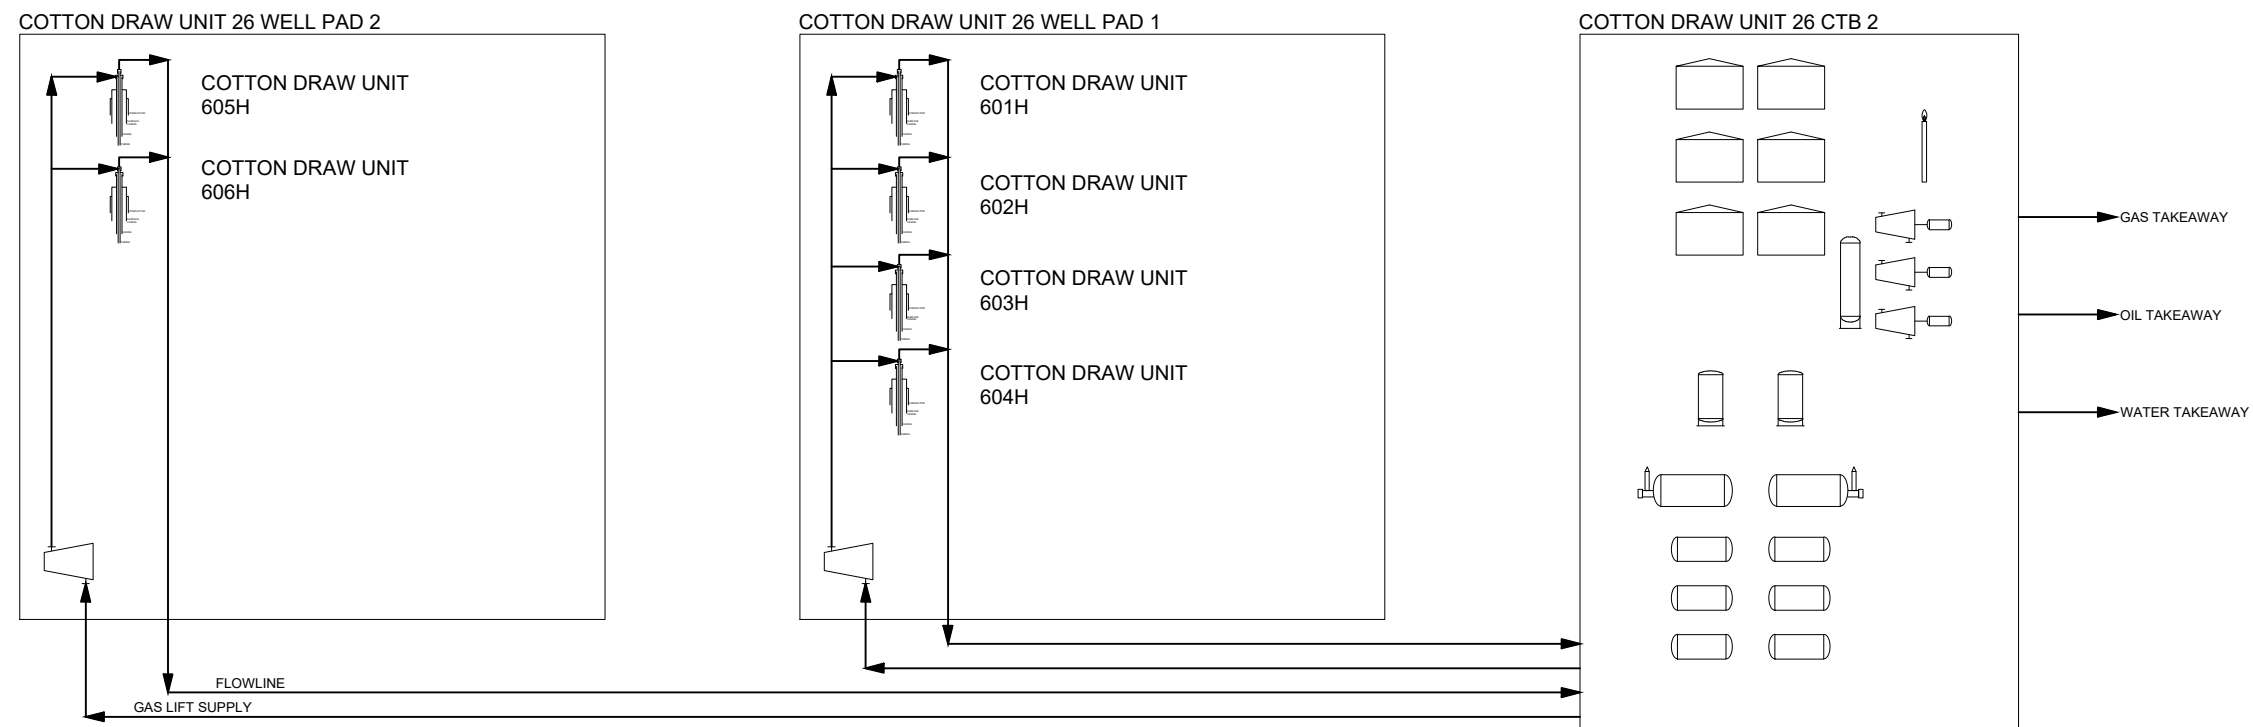 COTTON DRAW UNIT 26 WELL PAD 2
COTTON DRAW UNIT
605H
COTTON DRAW UNIT
606H
COTTON DRAW UNIT 26 WELL PAD 1
COTTON DRAW UNIT
601H
COTTON DRAW UNIT
602H
COTTON DRAW UNIT
603H
COTTON DRAW UNIT
604H
COTTON DRAW UNIT 26 CTB 2
GAS TAKEAWAY
OIL TAKEAWAY
WATER TAKEAWAY
FLOWLINE
GAS LIFT SUPPLY